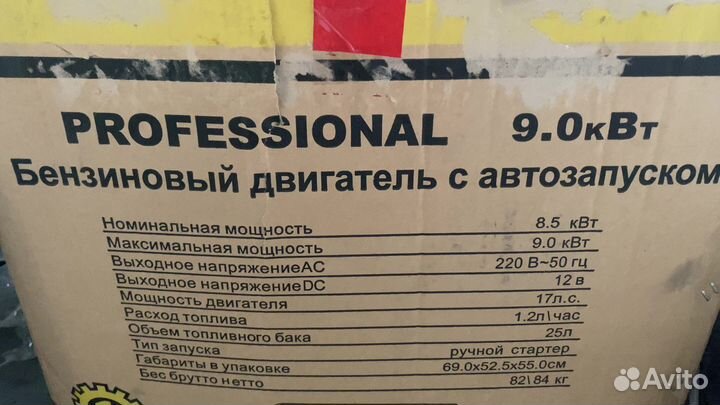 PROFESSIONAL 9.0кВт
Бензиновый двигатель с автозапуском
Номинальная мощность 8.5 кВт
Максимальная мощность 9.0 кВт
Выходное напряжениеAC 220 В~50 гц
Выходное напряжениеDC 12 в
Мощность двигателя 17л.с.
Расход топлива 1.2л\час
Объем топливного бака 25л
Тип запуска ручной стартер
Габариты в упаковке 69.0x52.5x55.0см
Бес брутто нетто 82\84 кг
Avito